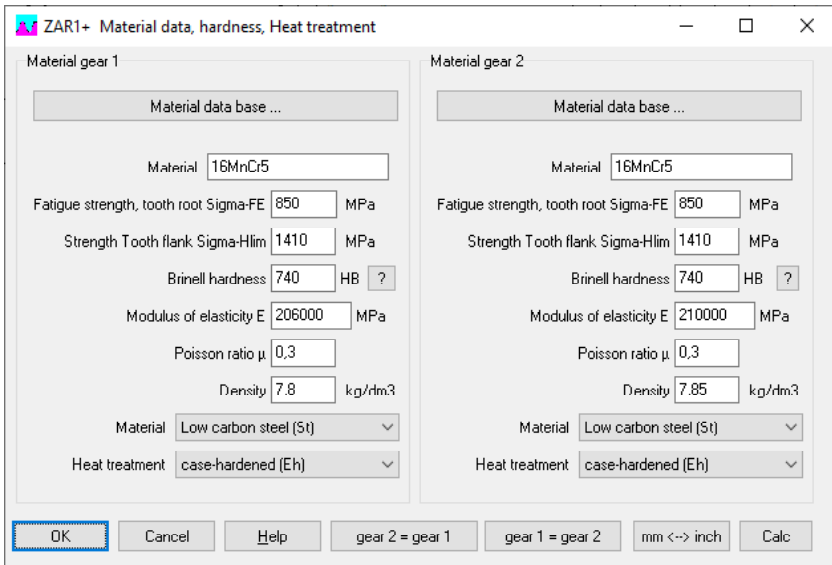 ZAR1+ Material data, hardness, Heat treatment
Material gear 1
Material data base ...
Material 16MnCr5
Fatigue strength, tooth root Sigma-FE 850 MPa
Strength Tooth flank Sigma-Hlim 1410 MPa
Brinell hardness 740 HB ?
Modulus of elasticity E 206000 MPa
Poisson ratio µ 0,3
Density 7.8 kg/dm3
Material Low carbon steel (St)
Heat treatment case-hardened (Eh)
Material gear 2
Material data base ...
Material 16MnCr5
Fatigue strength, tooth root Sigma-FE 850 MPa
Strength Tooth flank Sigma-Hlim 1410 MPa
Brinell hardness 740 HB ?
Modulus of elasticity E 210000 MPa
Poisson ratio µ 0,3
Density 7.85 kg/dm3
Material Low carbon steel (St)
Heat treatment case-hardened (Eh)
OK Cancel Help gear 2 = gear 1 gear 1 = gear 2 mm <--> inch Calc